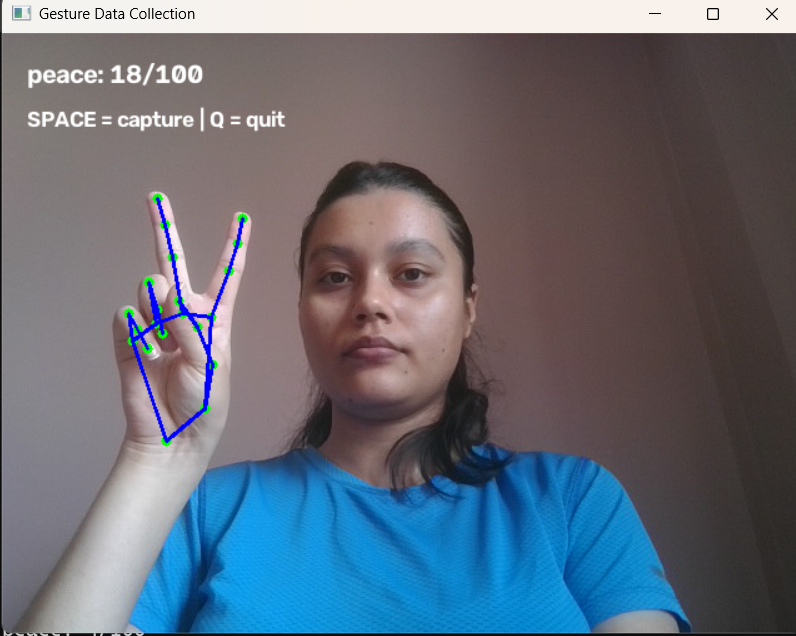 Gesture Data Collection
peace: 18/100
SPACE = capture | Q = quit